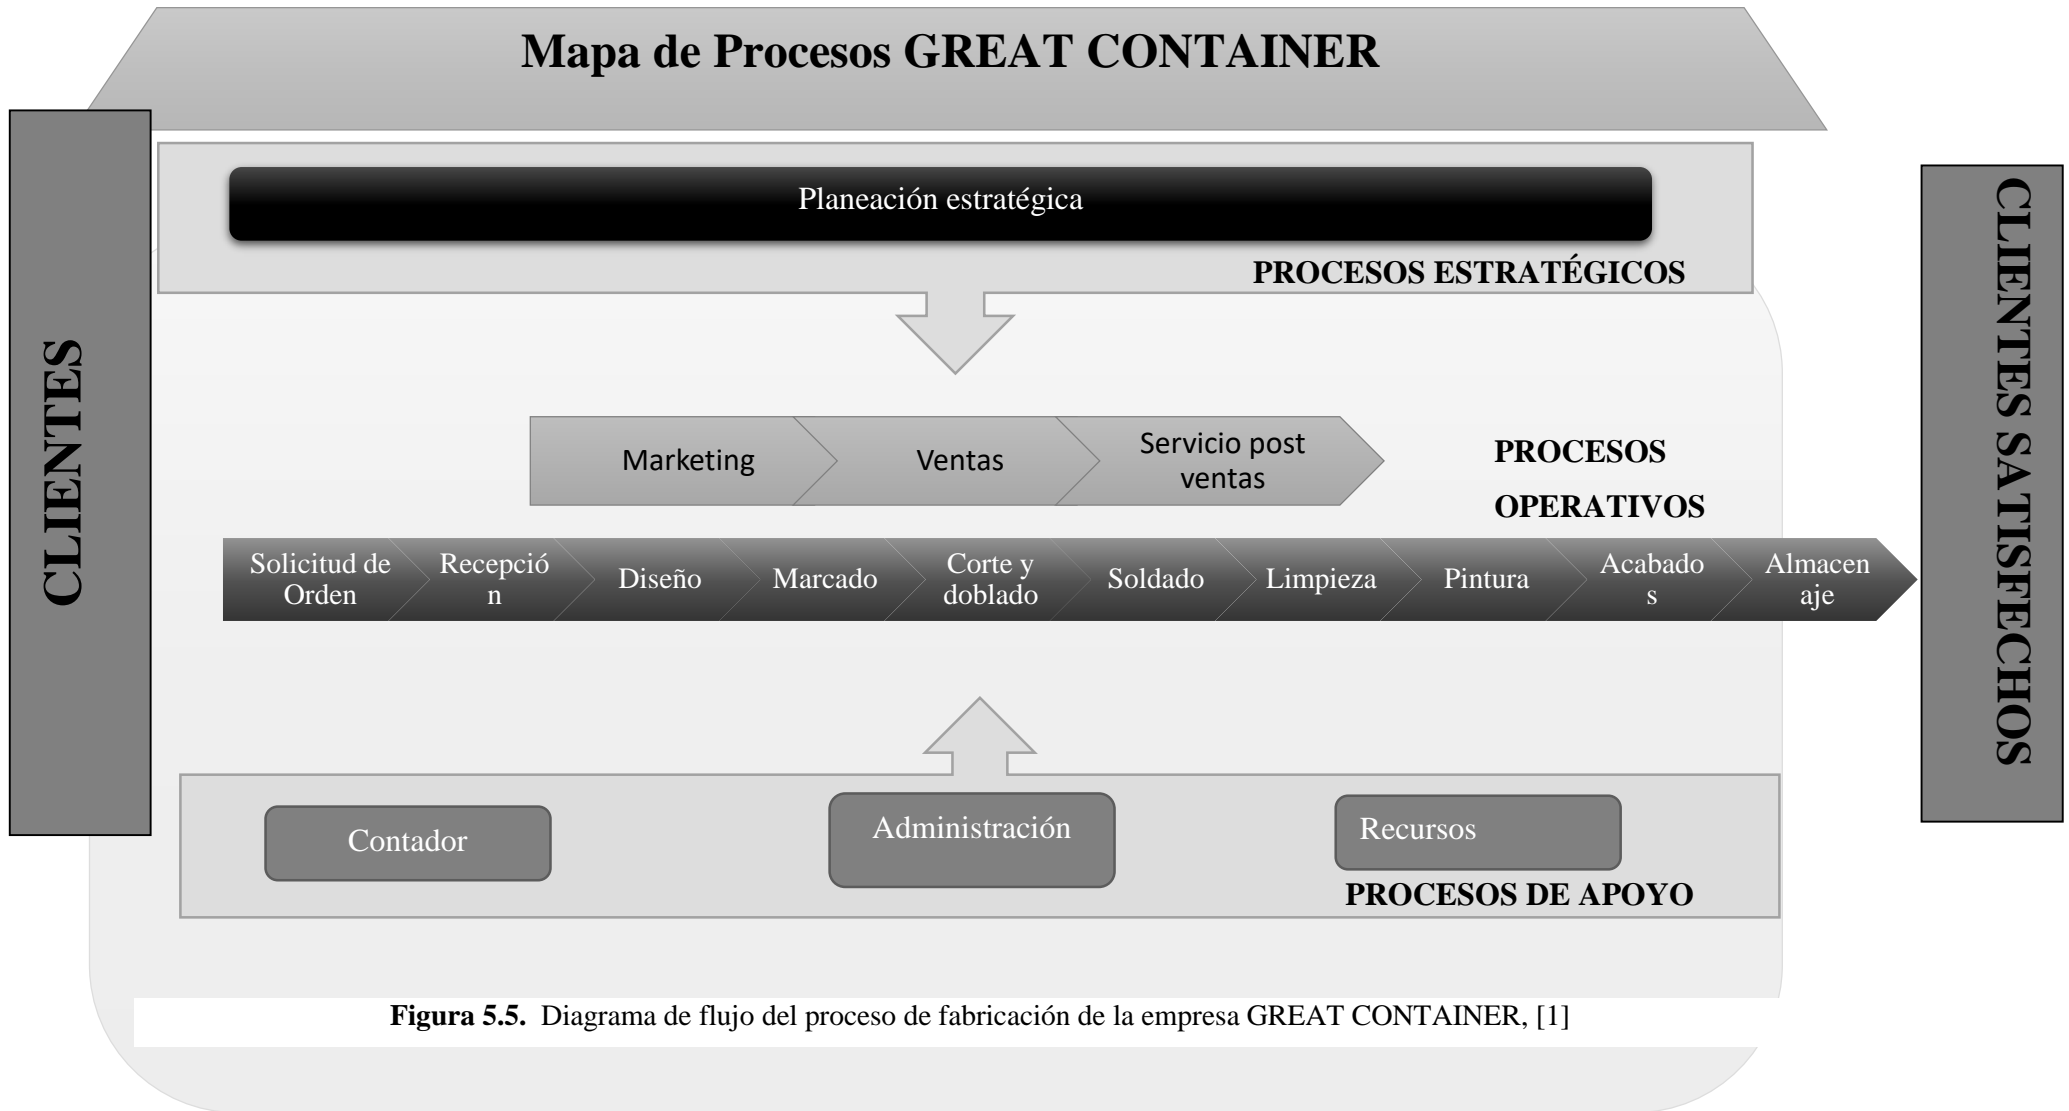 Mapa de Procesos GREAT CONTAINER
CLIENTES
Planeación estratégica
PROCESOS ESTRATÉGICOS
Marketing
Ventas
Servicio post
ventas
PROCESOS
OPERATIVOS
Solicitud de
Orden
Recepció
n
Diseño
Marcado
Corte y
doblado
Soldado
Limpieza
Pintura
Acabado
s
Almacen
aje
CLIENTES SATISFECHOS
Contador
Administración
Recursos
PROCESOS DE APOYO
Figura 5.5. Diagrama de flujo del proceso de fabricación de la empresa GREAT CONTAINER, [1]